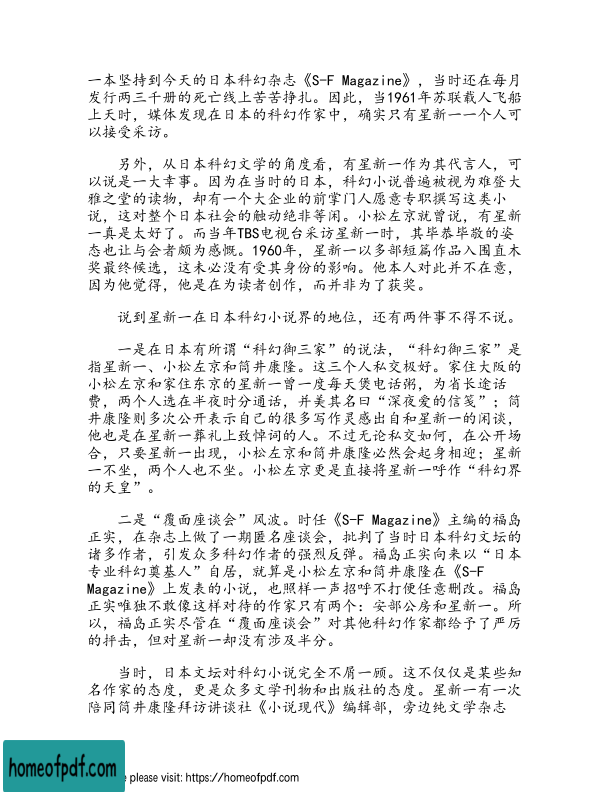 一本坚持到今天的日本科幻杂志《S-F Magazine》，当时还在每月
发行两三千册的死亡线上苦苦挣扎。因此，当1961年苏联载人飞船
上天时，媒体发现在日本的科幻作家中，确实只有星新一一个人可
以接受采访。
另外，从日本科幻文学的角度看，有星新一作为其代言人，可
以说是一大幸事。因为在当时的日本，科幻小说普遍被视为难登大
雅之堂的读物，却有一个大企业的前掌门人愿意专职撰写这类小
说，这对整个日本社会的触动绝非等闲。小松左京就曾说，有星新
一真是太好了。而当年TBS电视台采访星新一时，其毕恭毕敬的姿
态也让与会者颇为感慨。1960年，星新一以多部短篇作品入围直木
奖最终候选，这未必没有受其身份的影响。他本人对此并不在意，
因为他觉得，他是在为读者创作，而并非为了获奖。
说到星新一在日本科幻小说界的地位，还有两件事不得不说。
一是在日本有所谓“科幻御三家”的说法，“科幻御三家”是
指星新一、小松左京和筒井康隆。这三个人私交极好。家住大阪的
小松左京和家住东京的星新一曾一度每天煲电话粥，为省长途话
费，两个人选在半夜时分通话，并美其名曰“深夜爱的信笺”；筒
井康隆则多次公开表示自己的很多写作灵感出自和星新一的闲谈，
他也是在星新一葬礼上致悼词的人。不过无论私交如何，在公开场
合，只要星新一出现，小松左京和筒井康隆必然会起身相迎；星新
一不坐，两个人也不坐。小松左京更是直接将星新一呼作“科幻界
的天皇”。
二是“覆面座谈会”风波。时任《S-F Magazine》主编的福岛
正实，在杂志上做了一期匿名座谈会，批判了当时日本科幻文坛的
诸多作者，引发众多科幻作者的强烈反弹。福岛正实向来以“日本
专业科幻奠基人”自居，就算是小松左京和筒井康隆在《S-F
Magazine》上发表的小说，也照样一声招呼不打便任意删改。福岛
正实唯独不敢像这样对待的作家只有两个：安部公房和星新一。所
以，福岛正实尽管在“覆面座谈会”对其他科幻作家都给予了严厉
的抨击，但对星新一却没有涉及半分。
当时，日本文坛对科幻小说完全不屑一顾。这不仅仅是某些知
名作家的态度，更是众多文学刊物和出版社的态度。星新一有一次
陪同筒井康隆拜访讲谈社《小说现代》编辑部，旁边纯文学杂志
homeofpdf.com
e please visit: https://homeofpdf.com